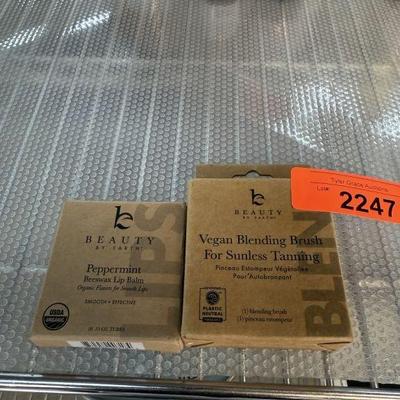 BEAUTY
BY EARTH
LIPS
Peppermint
Beeswax Lip Balm
Organic Flavors for Smooth Lips
SMOOTH + EFFECTIVE
USDA
ORGANIC
BEAUTY
BY EARTH
BLEN
Vegan Blending Brush
For Sunless Tanning
Pinceau Estompeur Végétalien
Pour Autobronzant
PLASTIC
NEUTRAL
(1) blending brush
(1) pinceau estompeur
Tyler Grace Auctions
Lot#
2247